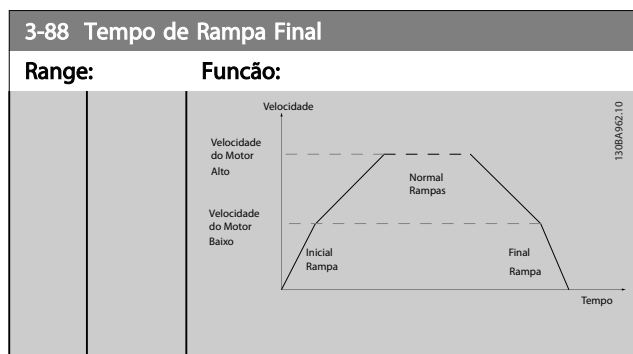 3-88 Tempo de Rampa Final
Range:
Funcão:
Velocidade
130BA962.10
Velocidade
do Motor
Alto
Normal
Rampas
Velocidade
do Motor
Baixo
Inicial
Rampa
Final
Rampa
Tempo